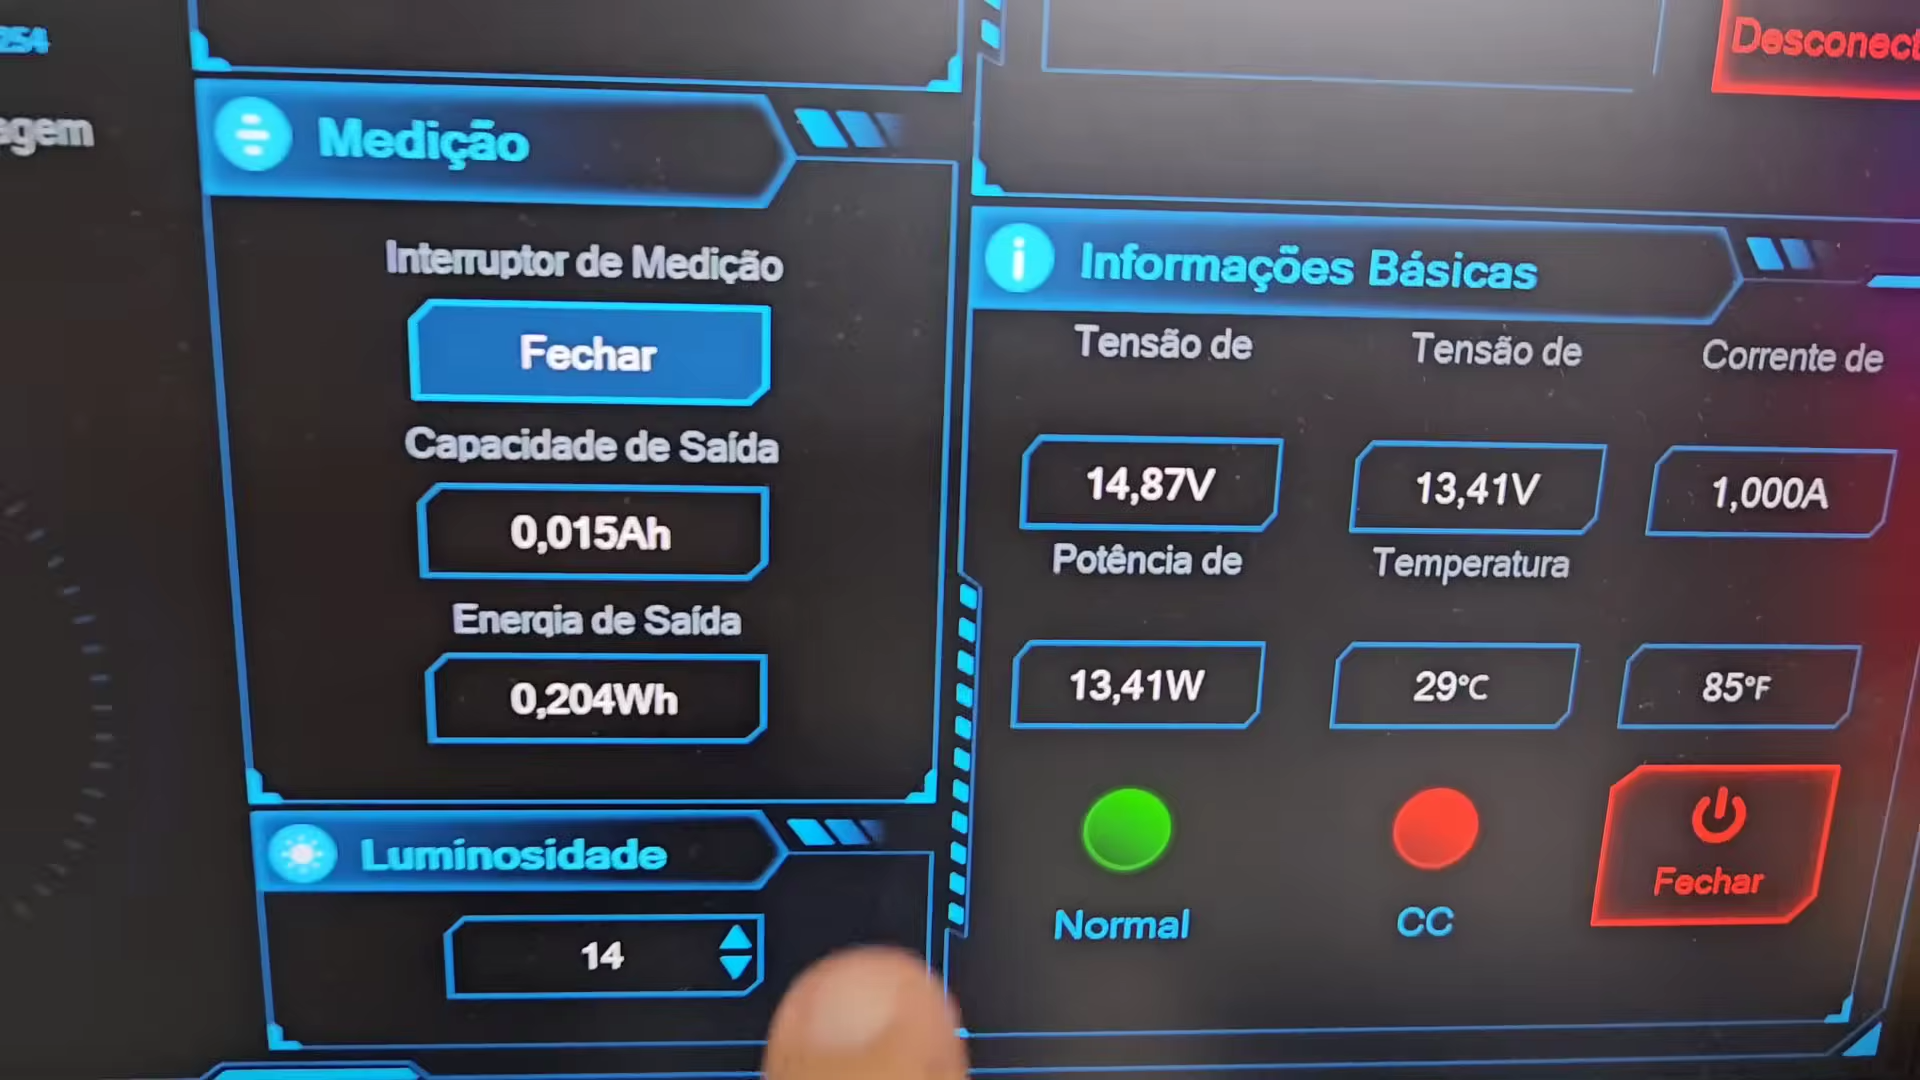 254
agem
Medição
Interruptor de Medição
Fechar
Capacidade de Saída
0,015Ah
Energia de Saída
0,204Wh
Luminosidade
14
Desconect
Informações Básicas
Tensão de
Tensão de
Corrente de
14,87V
13,41V
1,000A
Potência de
Temperatura
13,41W
29°C
85°F
Normal
CC
Fechar